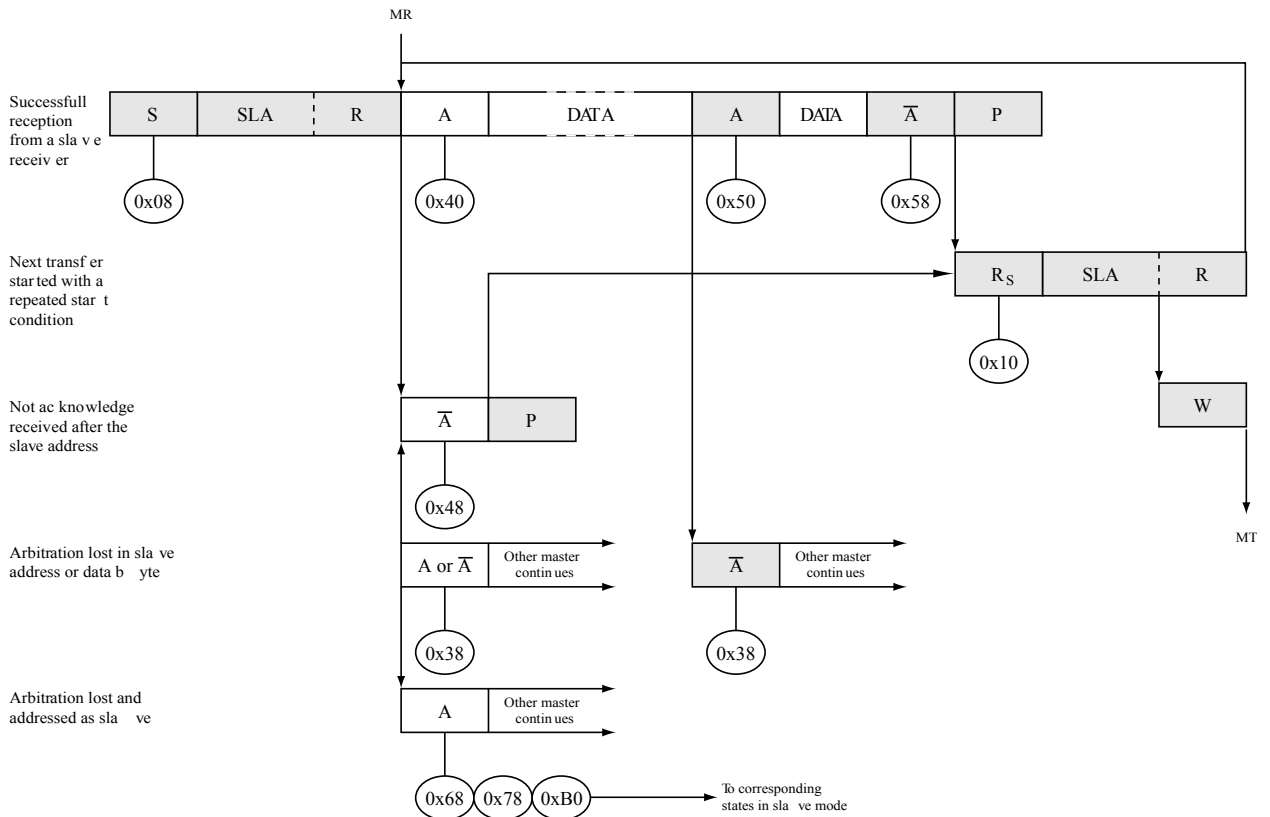 MR
Successfull
reception
from a sla v e
receiv er
S SLA R A DATA A DATA A̅ P
0x08 0x40 0x50 0x58
Next transf er
star ted with a
repeated star t
condition
RS SLA R
0x10
Not ac knowledge
received after the
slave address
A̅ P
W
0x48
MT
Arbitration lost in sla ve
address or data b yte
A or A̅ Other master
contin ues
A̅ Other master
contin ues
0x38 0x38
Arbitration lost and
addressed as sla ve
A Other master
contin ues
0x68 0x78 0xB0 To corresponding
states in sla ve mode